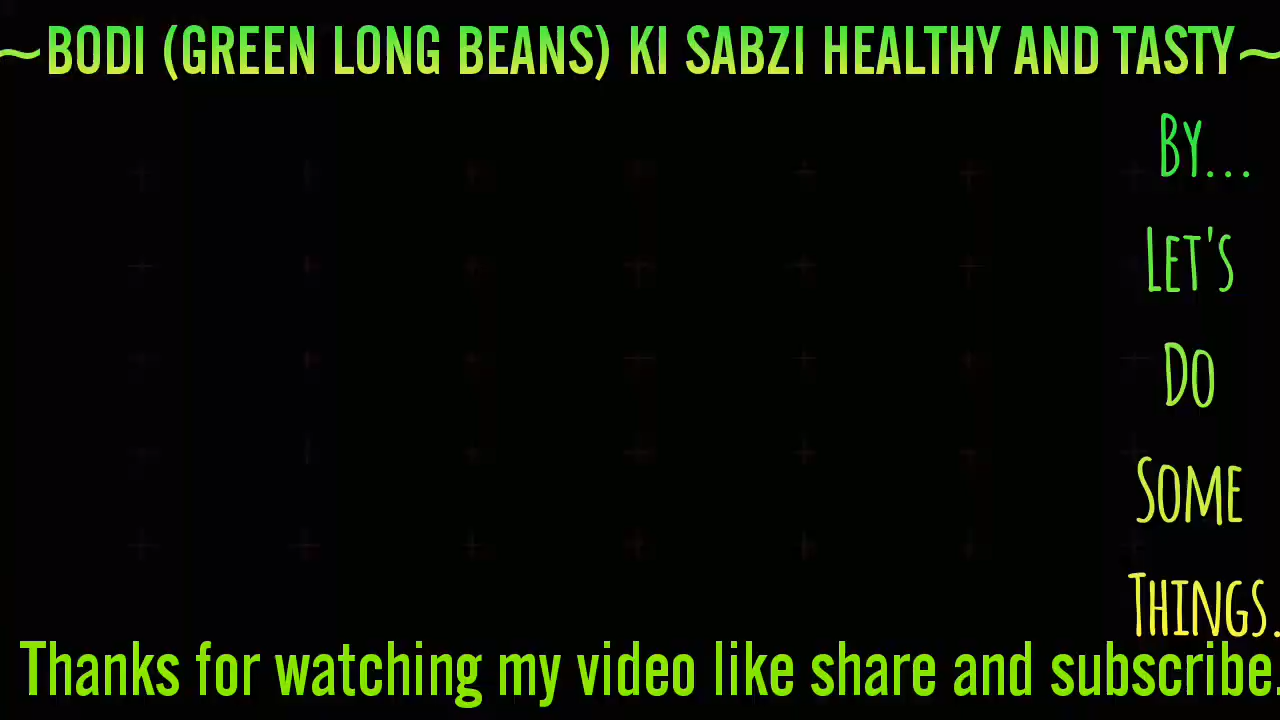 ~BODI (GREEN LONG BEANS) KI SABZI HEALTHY AND TASTY~
BY...
LET'S
DO
SOME
THINGS.
Thanks for watching my video like share and subscribe.